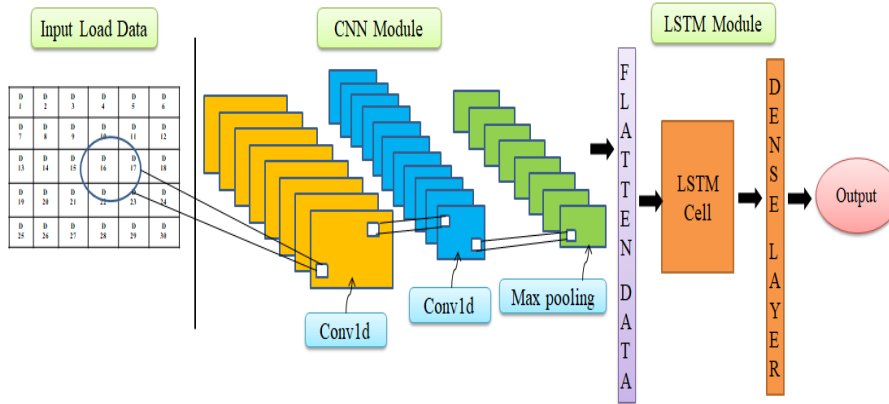 Input Load Data
CNN Module
LSTM Module
D D D D D D
1 2 3 4 5 6
D D D D D D
7 8 9 10 11 12
D D D D D D
13 14 15 16 17 18
D D D D D D
19 20 21 22 23 24
D D D D D D
25 26 27 28 29 30
Conv1d
Conv1d
Max pooling
FLATTEN DATA
LSTM
Cell
DENSE LAYER
Output